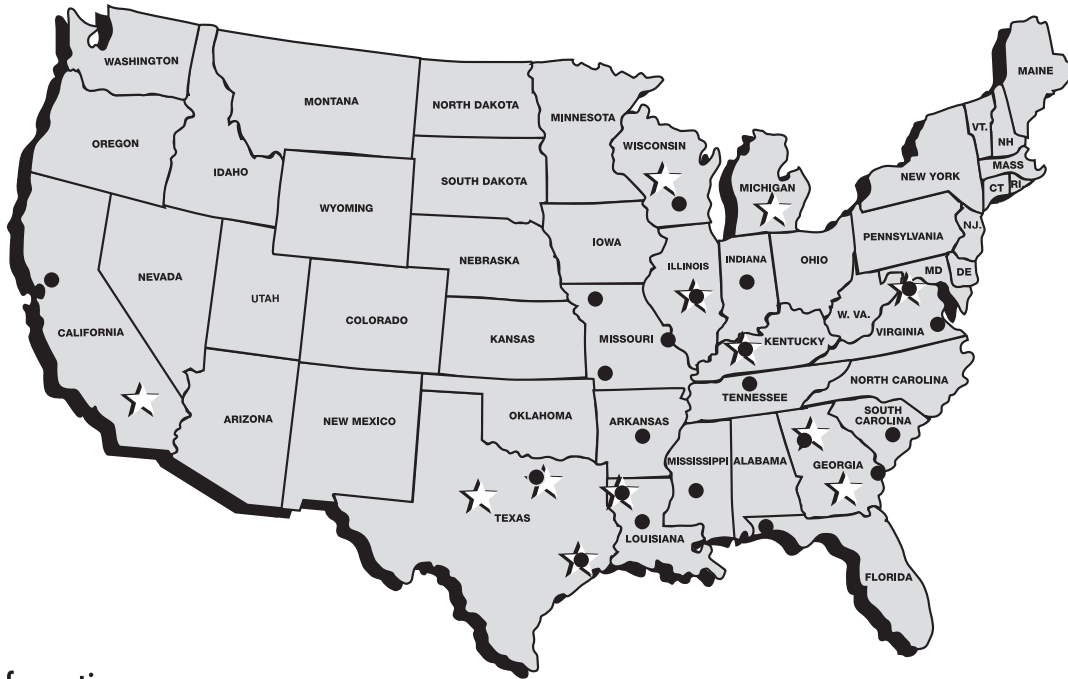 WASHINGTON
MAINE
MONTANA
NORTH DAKOTA
MINNESOTA
VT.
NH
OREGON
WISCONSIN
MASS
IDAHO
SOUTH DAKOTA
MICHIGAN
NEW YORK
CT
RI.
WYOMING
IOWA
NJ.
PENNSYLVANIA
NEBRASKA
ILLINOIS
INDIANA
OHIO
MD
DE
NEVADA
UTAH
COLORADO
W. VA.
CALIFORNIA
KANSAS
MISSOURI
KENTUCKY
VIRGINIA
NORTH CAROLINA
TENNESSEE
ARIZONA
NEW MEXICO
OKLAHOMA
ARKANSAS
SOUTH
CAROLINA
MISSISSIPPI
ALABAMA
GEORGIA
TEXAS
LOUISIANA
FLORIDA